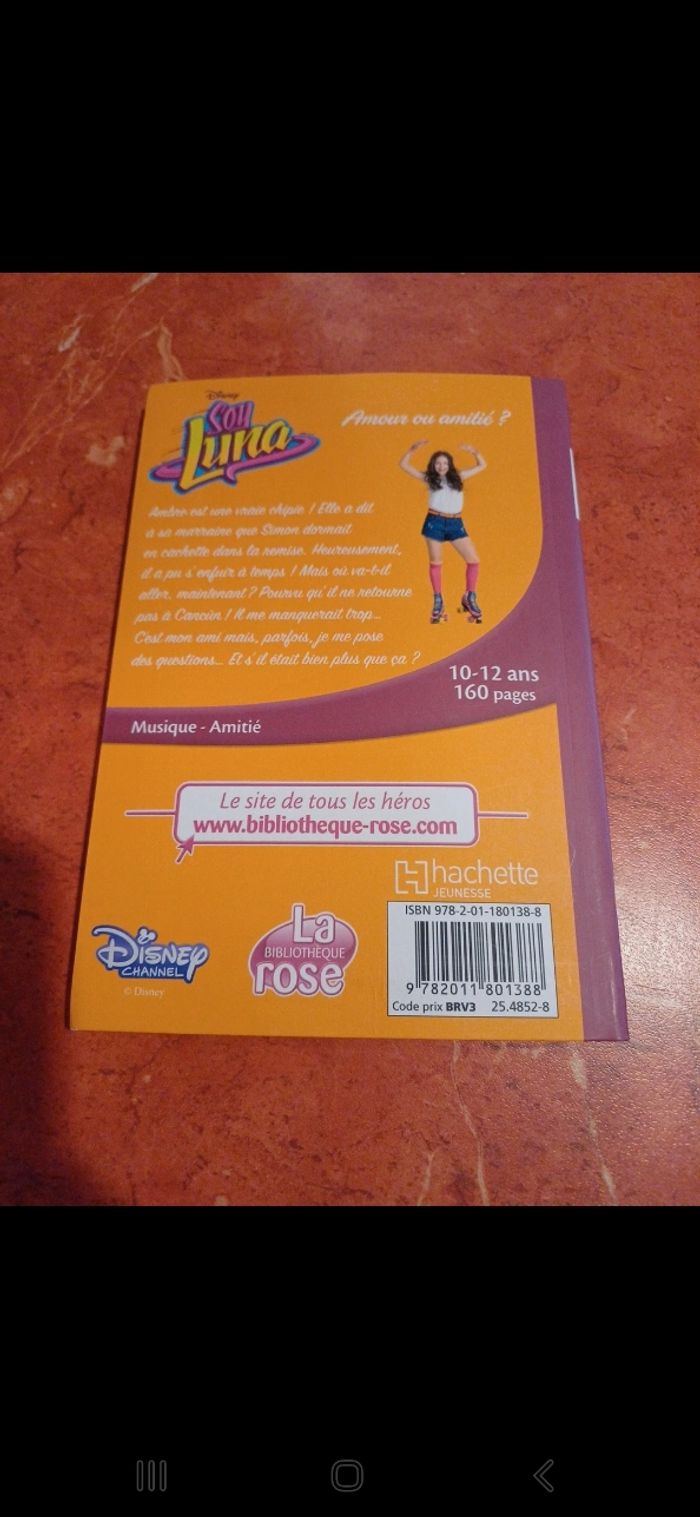 Disney
SOY
Luna
Amour ou amitié ?
Ambre est une vraie chipie ! Elle a dit
à sa marraine que Simon dormait
en cachette dans la remise. Heureusement,
il a pu s'enfuir à temps ! Mais où va-t-il
aller, maintenant ? Pourvu qu'il ne retourne
pas à Cancún ! Il me manquerait trop...
C'est mon ami mais, parfois, je me pose
des questions... Et s'il était bien plus que ça ?
10-12 ans
160 pages
Musique - Amitié
Le site de tous les héros
www.bibliotheque-rose.com
hachette
JEUNESSE
ISBN 978-2-01-180138-8
9 782011 801388
Code prix BRV3 25.4852-8
La
BIBLIOTHÈQUE
rose
Disney
CHANNEL
© Disney